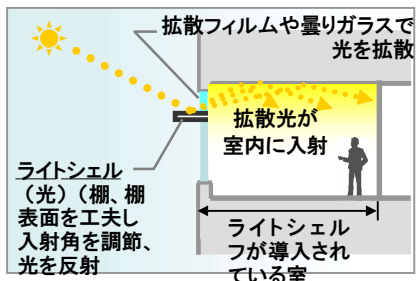 拡散フィルムや曇りガラスで
光を拡散
拡散光が
室内に入射
ライトシェル
（光）（棚、棚
表面を工夫し
入射角を調節、
光を反射
ライトシェル
フが導入され
ている室